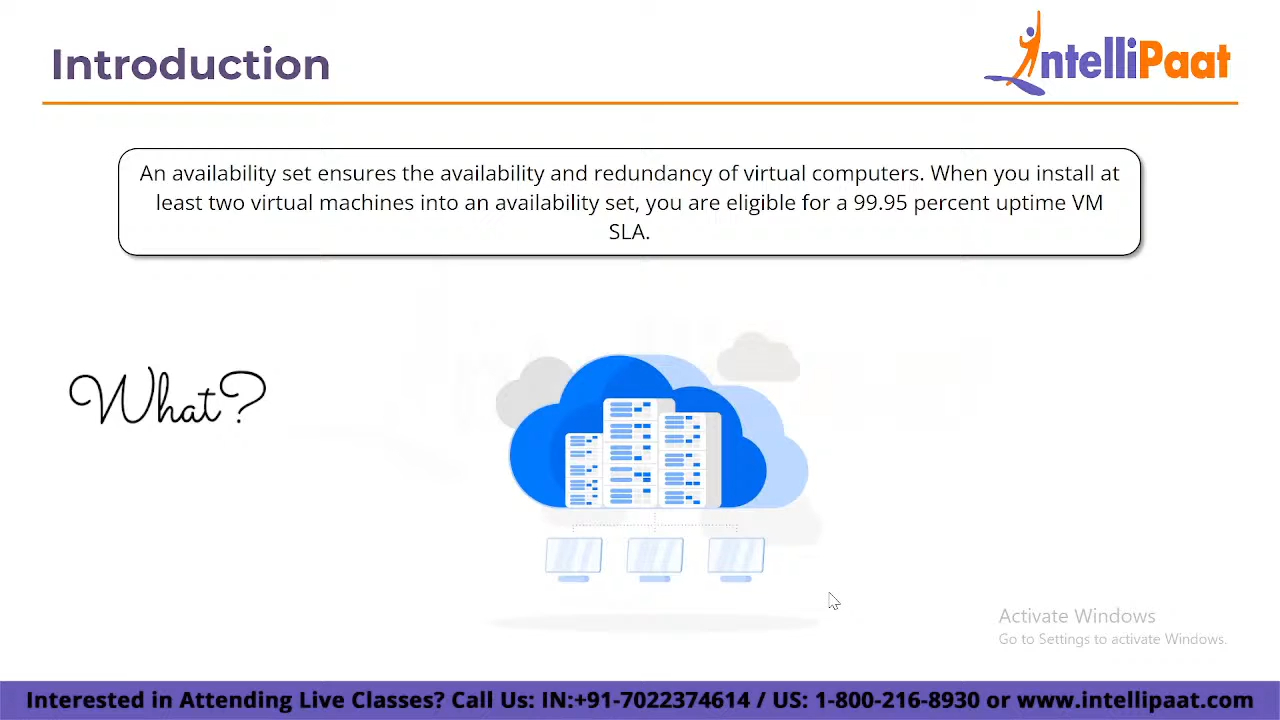 Introduction
IntelliPaat
An availability set ensures the availability and redundancy of virtual computers. When you install at
least two virtual machines into an availability set, you are eligible for a 99.95 percent uptime VM
SLA.
What?
Activate Windows
Go to Settings to activate Windows.
Interested in Attending Live Classes? Call Us: IN:+91-7022374614 / US: 1-800-216-8930 or www.intellipaat.com